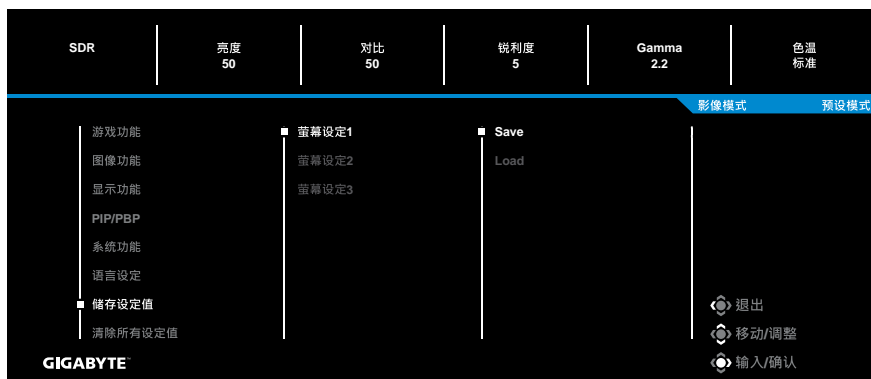 SDR
亮度
50
对比
50
锐利度
5
Gamma
2.2
色温
标准
影像模式
预设模式
游戏功能
图像功能
显示功能
PIP/PBP
系统功能
语言设定
储存设定值
清除所有设定值
萤幕设定1
萤幕设定2
萤幕设定3
Save
Load
退出
移动/调整
输入/确认
GIGABYTE™